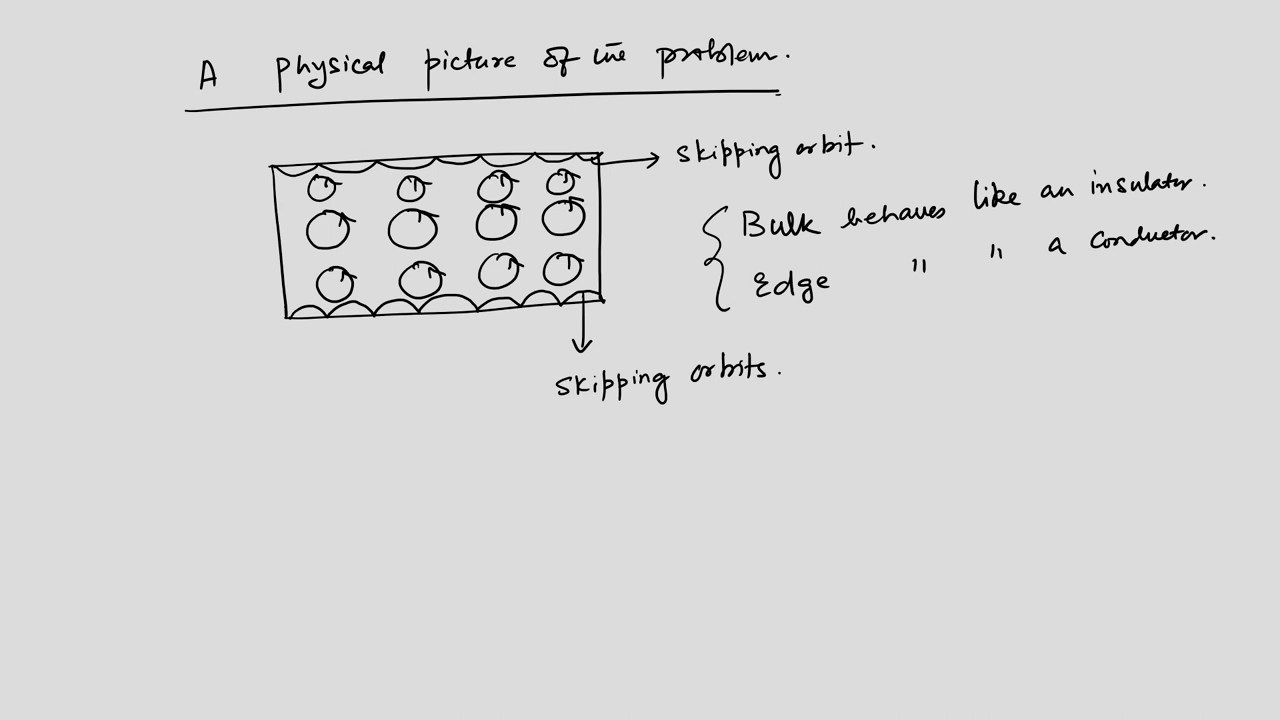 A physical picture of the problem.
skipping orbit.
Bulk behaves like an insulator.
Edge " " a conductor.
skipping orbits.